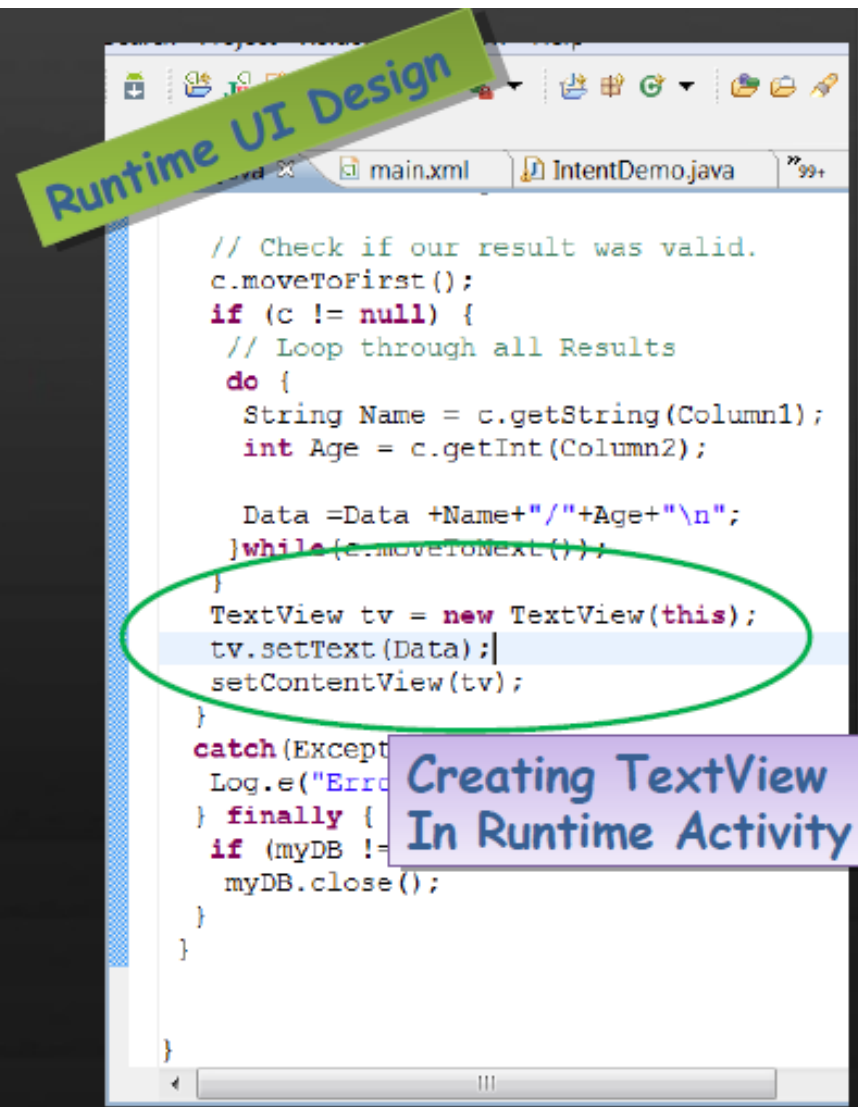 Runtime UI Design
main.xml
IntentDemo.java
»99+
// Check if our result was valid.
c.moveToFirst();
if (c != null) {
// Loop through all Results
do {
String Name = c.getString(Column1);
int Age = c.getInt(Column2);
Data =Data +Name+"/"+Age+"\n";
}while(c.moveToNext());
}
TextView tv = new TextView(this);
tv.setText(Data);
setContentView(tv);
}
catch(Except
Log.e("Erro
} finally {
if (myDB !=
myDB.close();
}
}
}
Creating TextView
In Runtime Activity